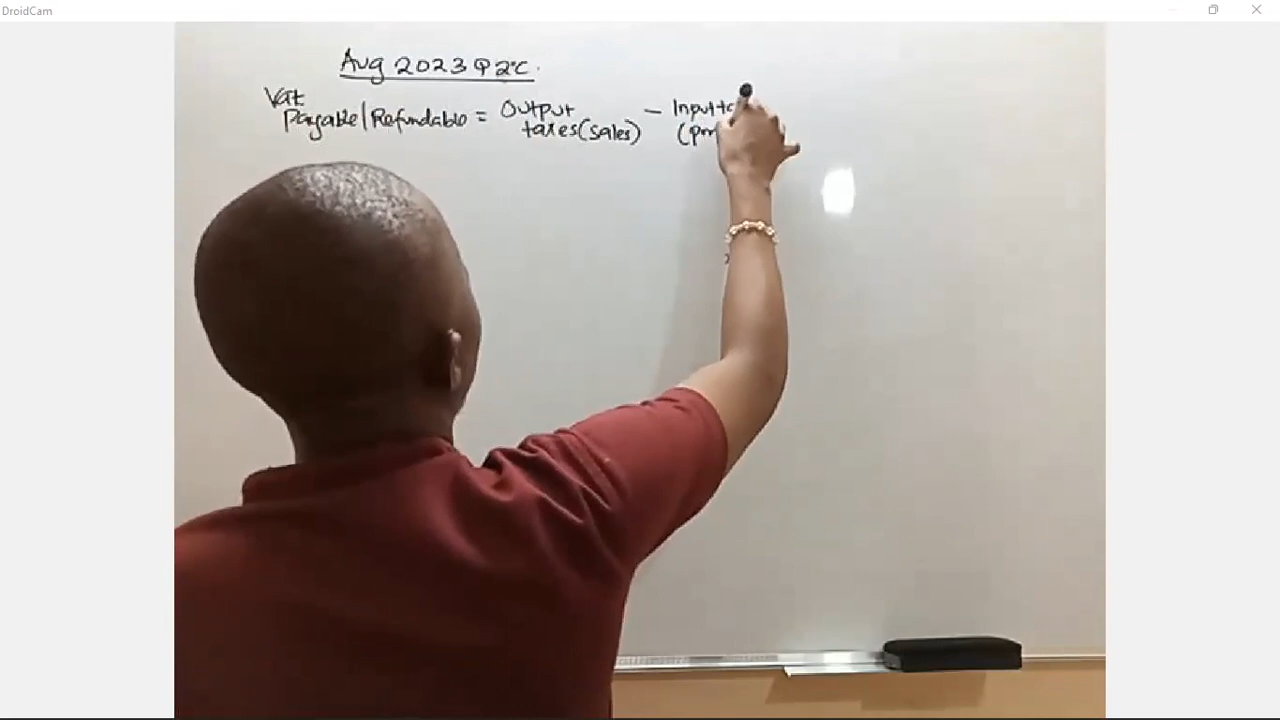 DroidCam
Aug 2023 Q2C.
Vat
Payable/Refundable = Output
taxes(sales) - Input